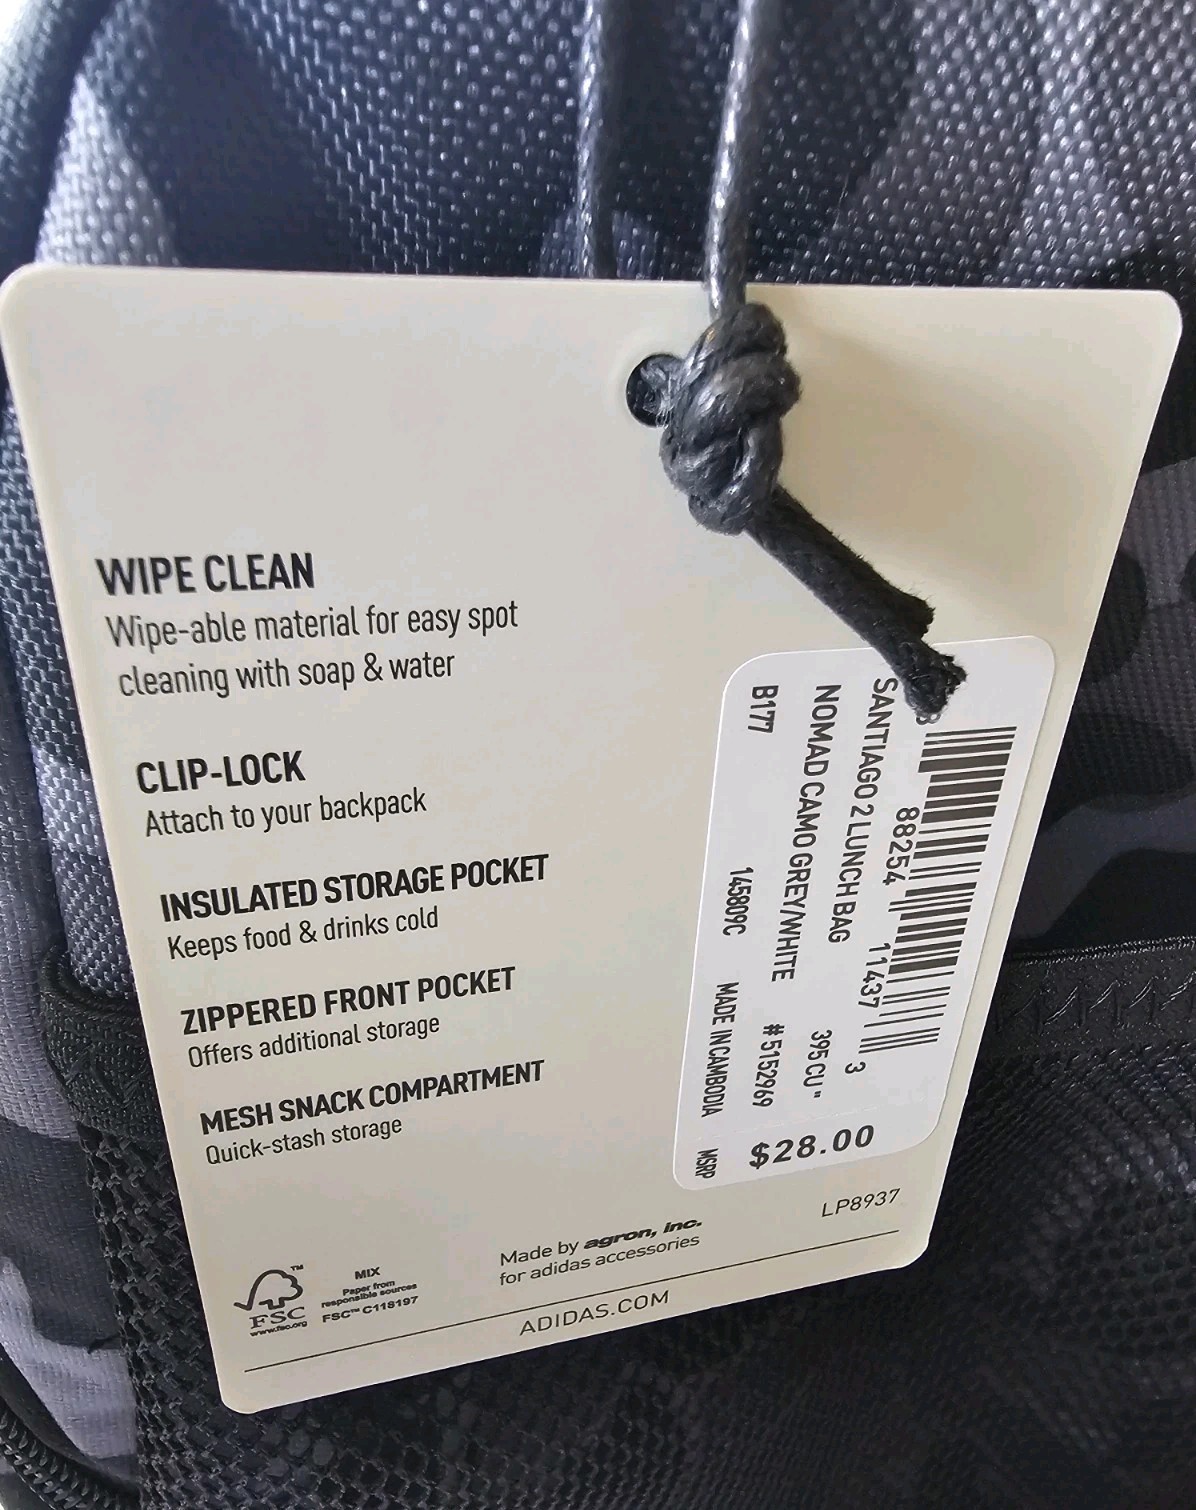 WIPE CLEAN
Wipe-able material for easy spot
cleaning with soap & water
CLIP-LOCK
Attach to your backpack
INSULATED STORAGE POCKET
Keeps food & drinks cold
ZIPPERED FRONT POCKET
Offers additional storage
MESH SNACK COMPARTMENT
Quick-stash storage
88254 11437 3
SANTIAGO 2 LUNCH BAG 395 CU "
NOMAD CAMO GREY/WHITE #5152969
B177 145809C MADE IN CAMBODIA MSRP
$28.00
LP8937
Made by agron, inc.
for adidas accessories
ADIDAS.COM
TM
FSC
www.fsc.org
MIX
Paper from
responsible sources
FSC™ C118197